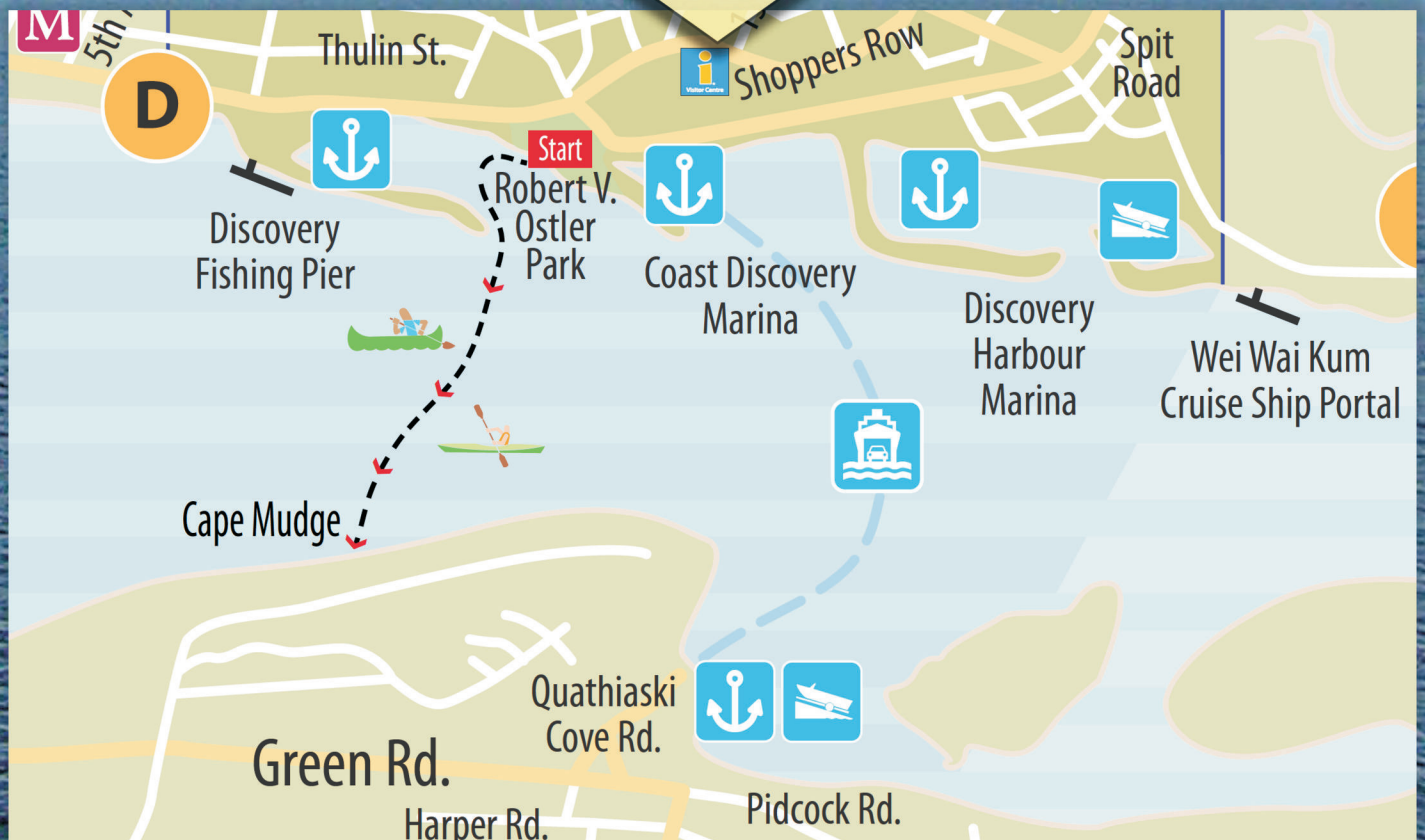 M
5th
Thulin St.
D
i
Visitor Centre
Shoppers Row
Spit
Road
Start
Robert V.
Ostler
Park
Discovery
Fishing Pier
Coast Discovery
Marina
Discovery
Harbour
Marina
Wei Wai Kum
Cruise Ship Portal
Cape Mudge
Quathiaski
Cove Rd.
Green Rd.
Harper Rd.
Pidcock Rd.